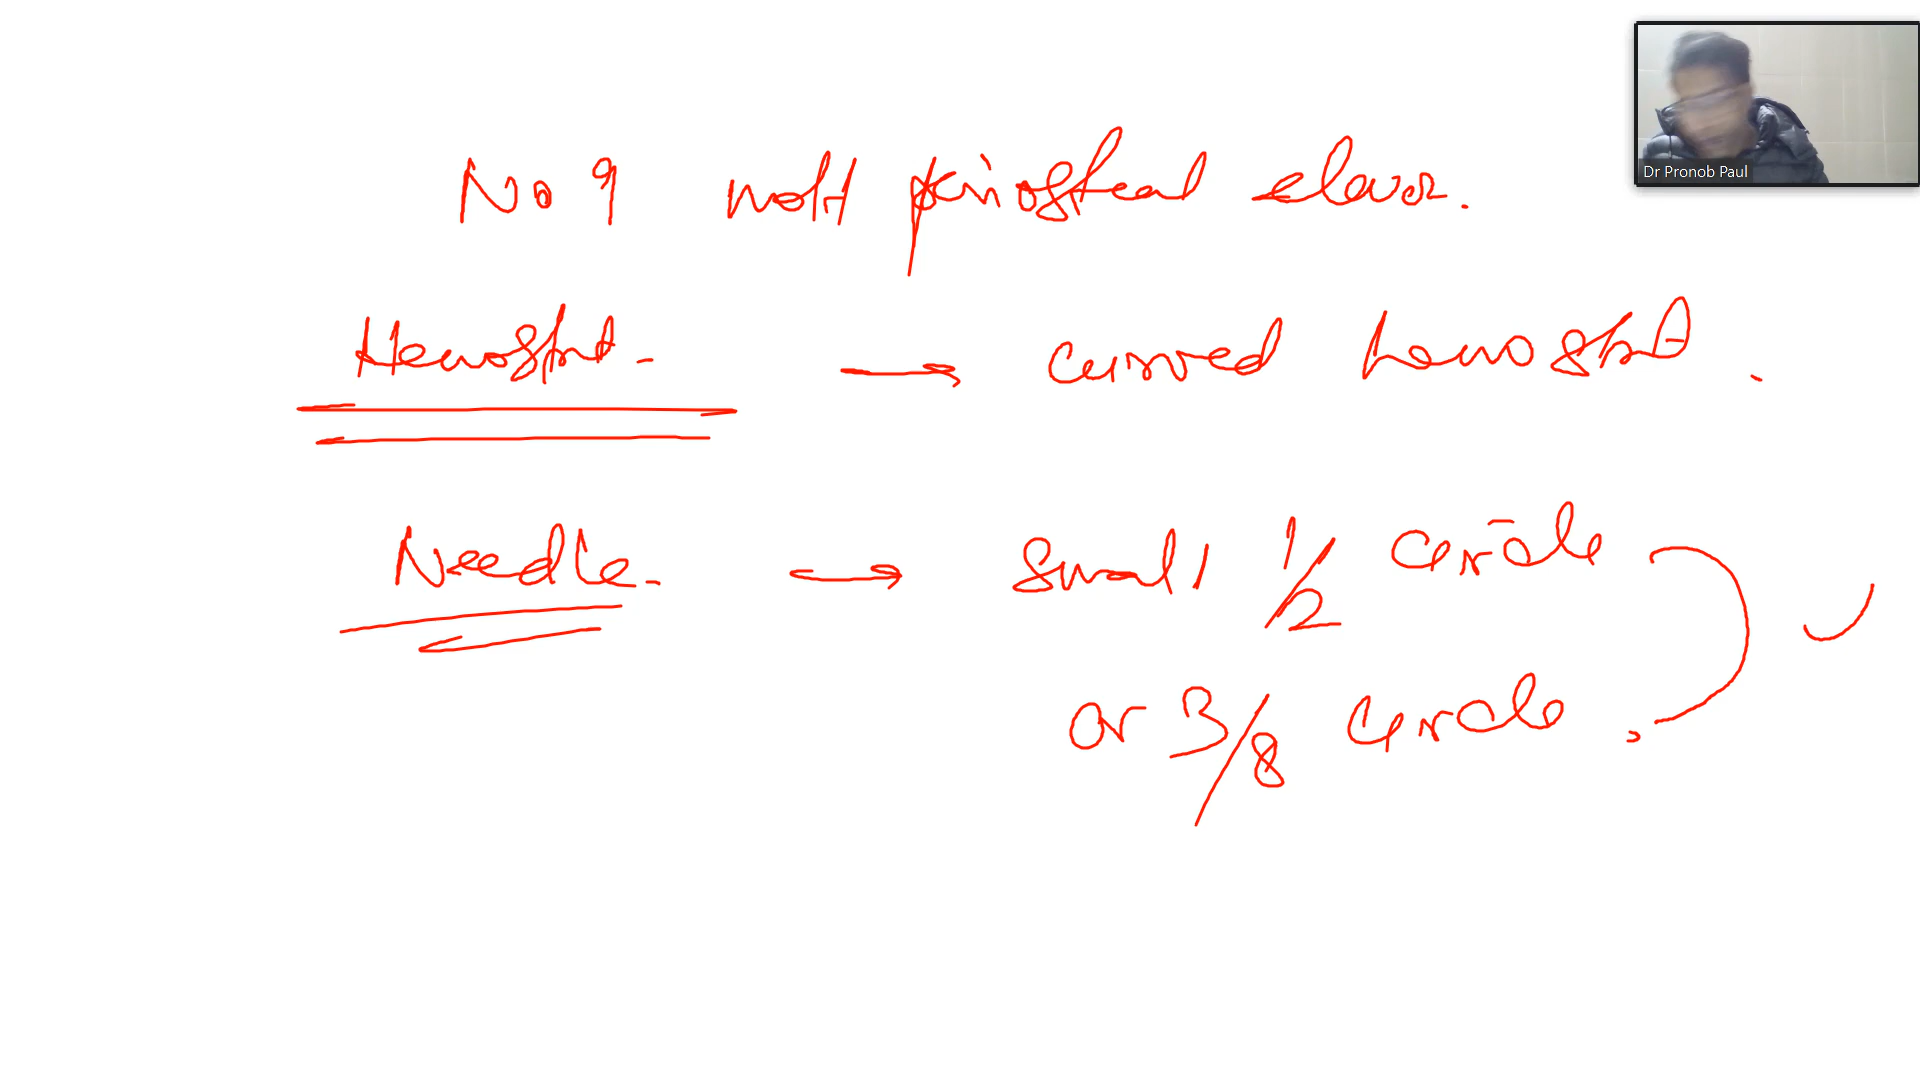 No 9 molt periosteal elevor.
Hemostat. → curved hemostat.
Needle. → Small 1/2 circle
or 3/8 circle.
Dr Pronob Paul